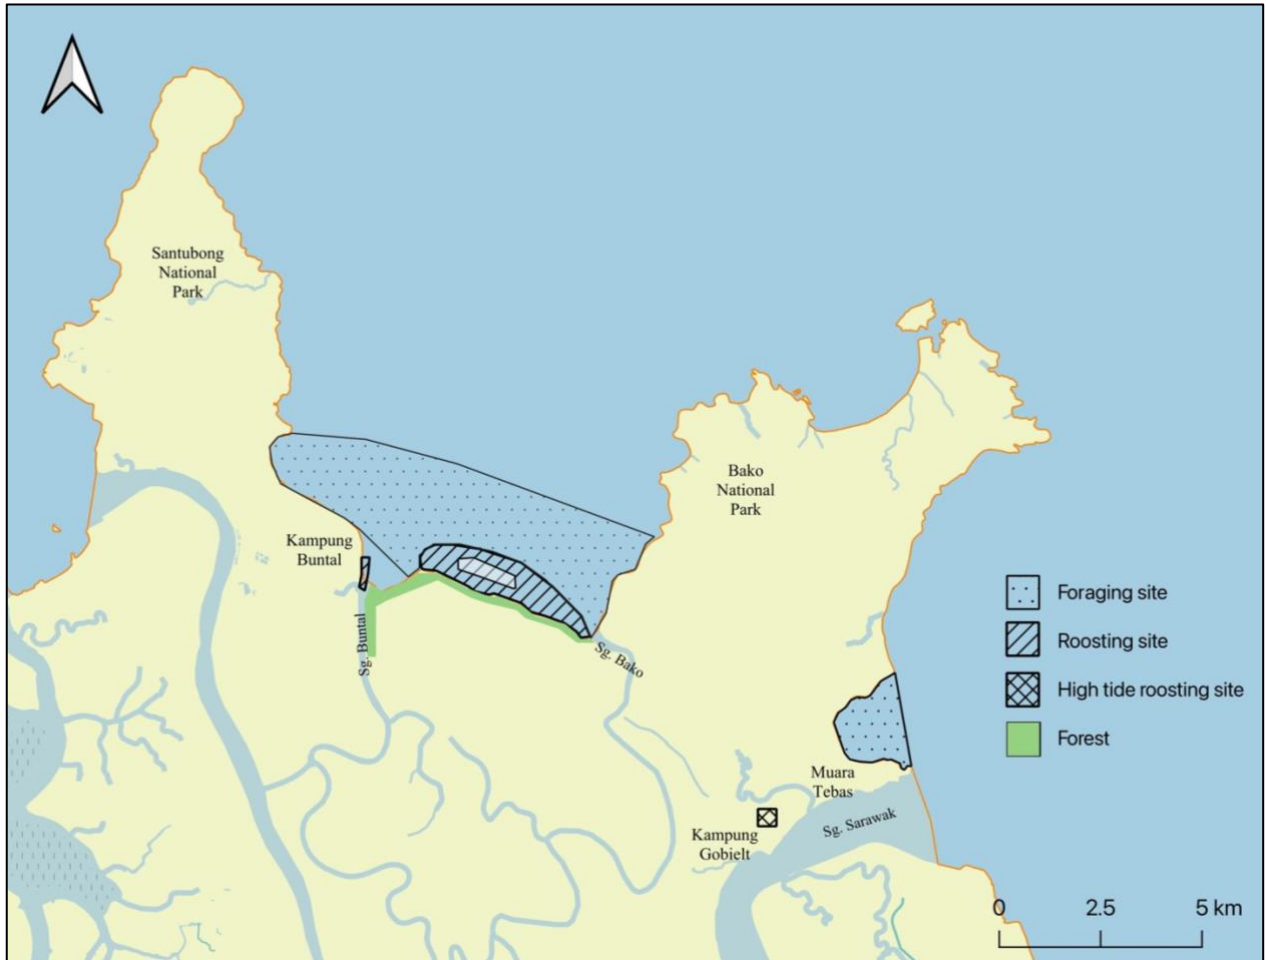 Santubong
National
Park
Bako
National
Park
Kampung
Buntal
Sg. Buntal
Sg. Bako
Foraging site
Roosting site
High tide roosting site
Forest
Muara
Tebas
Sg. Sarawak
Kampung
Gobielt
0 2.5 5 km